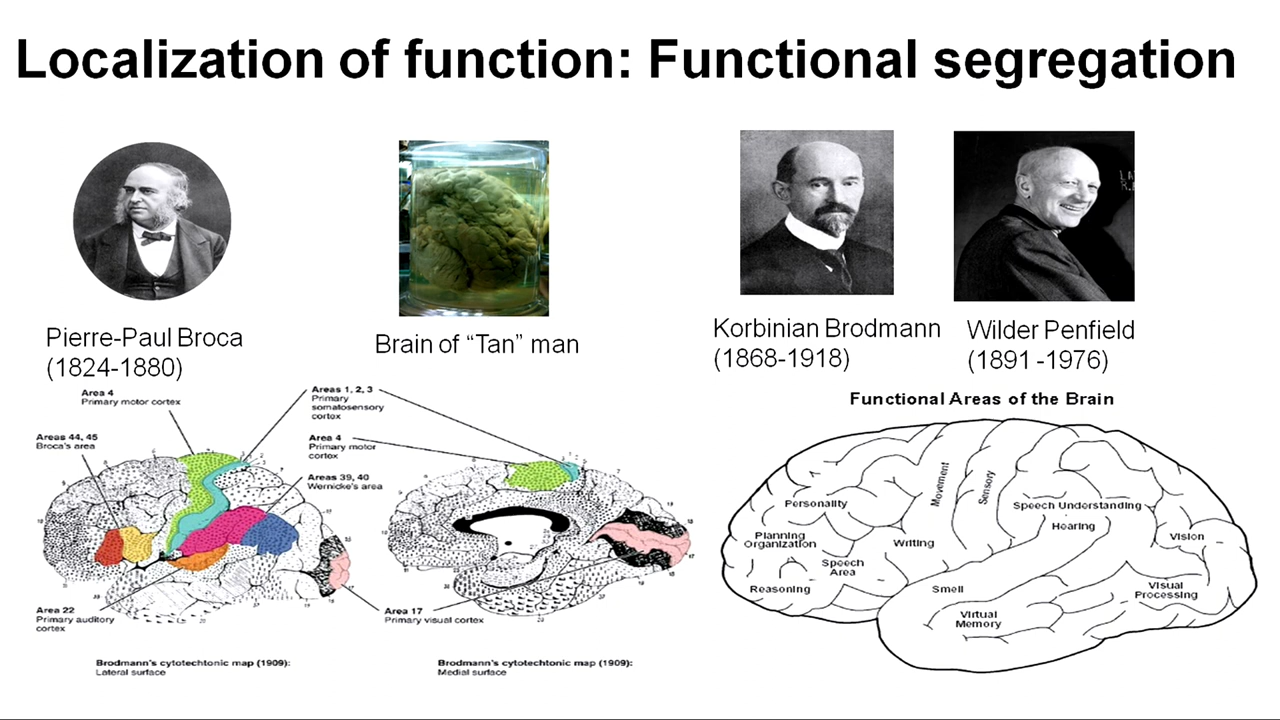 Localization of function: Functional segregation
Pierre-Paul Broca
(1824-1880)
Brain of “Tan” man
Korbinian Brodmann
(1868-1918)
Wilder Penfield
(1891 -1976)
Area 4
Primary motor cortex
Areas 44, 45
Broca's area
Areas 1, 2, 3
Primary
somatosensory
cortex
Area 4
Primary motor
cortex
Areas 39, 40
Wernicke's area
Area 22
Primary auditory
cortex
Area 17
Primary visual cortex
Brodmann's cytotechtonic map (1909):
Lateral surface
Brodmann's cytotechtonic map (1909):
Medial surface
Functional Areas of the Brain
Movement
Sensory
Personality
Speech Understanding
Hearing
Planning
Organization
Writing
Vision
Speech
Area
Reasoning
Smell
Visual
Processing
Virtual
Memory